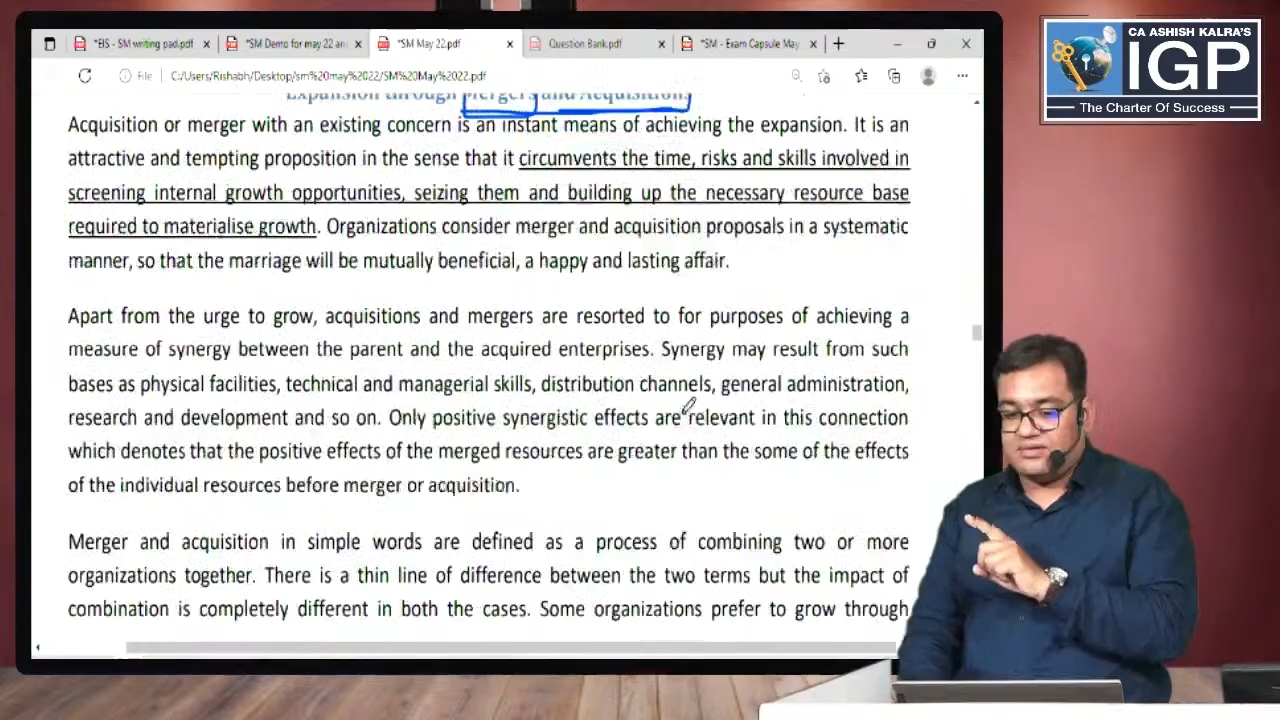 *EIS - SM writing pad.pdf
*SM Demo for may 22 an
*SM May 22.pdf
Question Bank.pdf
*SM - Exam Capsule May
File
C:/Users/Rishabh/Desktop/sm%20may%2022/SM%20May%2022.pdf
CA ASHISH KALRA'S
IGP
The Charter Of Success
Expansion through Mergers and Acquisitions
Acquisition or merger with an existing concern is an instant means of achieving the expansion. It is an
attractive and tempting proposition in the sense that it circumvents the time, risks and skills involved in
screening internal growth opportunities, seizing them and building up the necessary resource base
required to materialise growth. Organizations consider merger and acquisition proposals in a systematic
manner, so that the marriage will be mutually beneficial, a happy and lasting affair.
Apart from the urge to grow, acquisitions and mergers are resorted to for purposes of achieving a
measure of synergy between the parent and the acquired enterprises. Synergy may result from such
bases as physical facilities, technical and managerial skills, distribution channels, general administration,
research and development and so on. Only positive synergistic effects are relevant in this connection
which denotes that the positive effects of the merged resources are greater than the some of the effects
of the individual resources before merger or acquisition.
Merger and acquisition in simple words are defined as a process of combining two or more
organizations together. There is a thin line of difference between the two terms but the impact of
combination is completely different in both the cases. Some organizations prefer to grow through